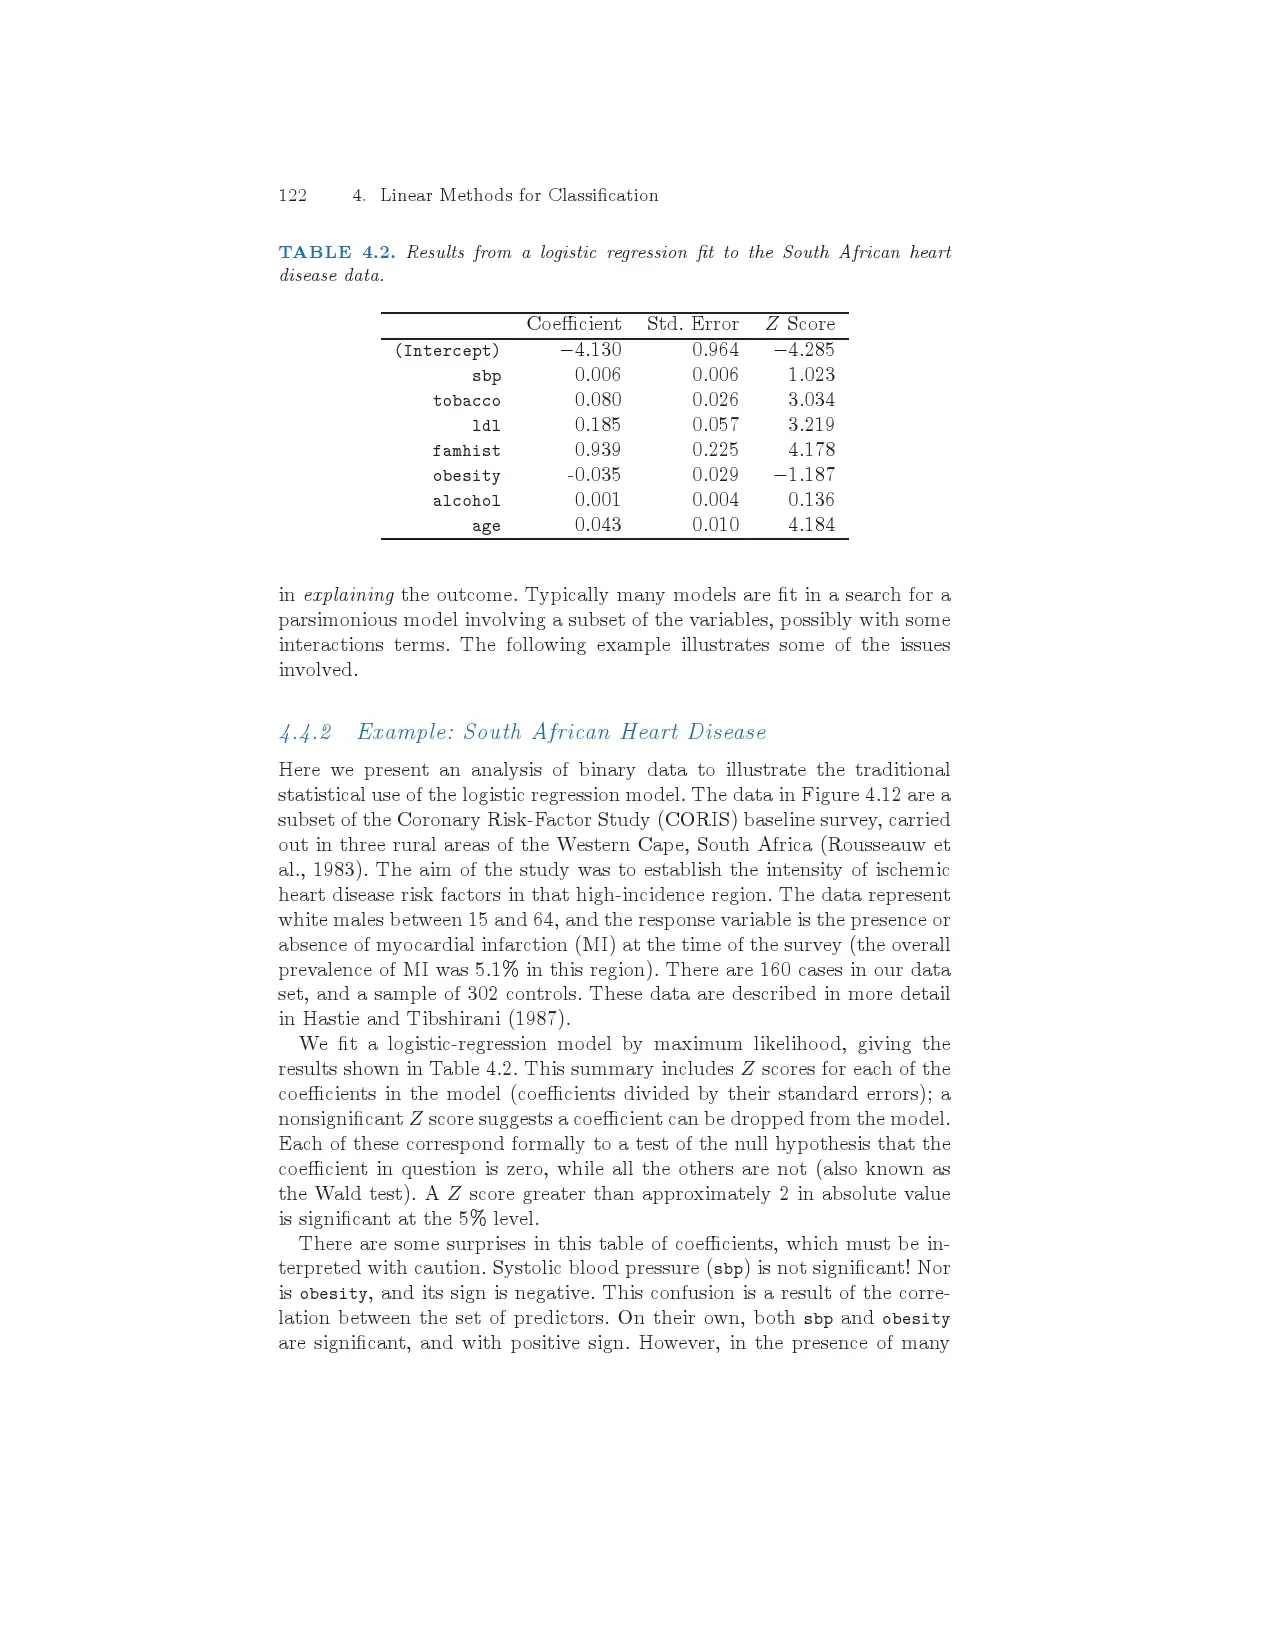 122 4. Linear Methods for Classification
TABLE 4.2. Results from a logistic regression fit to the South African heart
disease data.
Coefficient Std. Error Z Score
(Intercept) −4.130 0.964 −4.285
sbp 0.006 0.006 1.023
tobacco 0.080 0.026 3.034
ldl 0.185 0.057 3.219
famhist 0.939 0.225 4.178
obesity -0.035 0.029 −1.187
alcohol 0.001 0.004 0.136
age 0.043 0.010 4.184
in explaining the outcome. Typically many models are fit in a search for a
parsimonious model involving a subset of the variables, possibly with some
interactions terms. The following example illustrates some of the issues
involved.
4.4.2 Example: South African Heart Disease
Here we present an analysis of binary data to illustrate the traditional
statistical use of the logistic regression model. The data in Figure 4.12 are a
subset of the Coronary Risk-Factor Study (CORIS) baseline survey, carried
out in three rural areas of the Western Cape, South Africa (Rousseauw et
al., 1983). The aim of the study was to establish the intensity of ischemic
heart disease risk factors in that high-incidence region. The data represent
white males between 15 and 64, and the response variable is the presence or
absence of myocardial infarction (MI) at the time of the survey (the overall
prevalence of MI was 5.1% in this region). There are 160 cases in our data
set, and a sample of 302 controls. These data are described in more detail
in Hastie and Tibshirani (1987).
We fit a logistic-regression model by maximum likelihood, giving the
results shown in Table 4.2. This summary includes Z scores for each of the
coefficients in the model (coefficients divided by their standard errors); a
nonsignificant Z score suggests a coefficient can be dropped from the model.
Each of these correspond formally to a test of the null hypothesis that the
coefficient in question is zero, while all the others are not (also known as
the Wald test). A Z score greater than approximately 2 in absolute value
is significant at the 5% level.
There are some surprises in this table of coefficients, which must be in-
terpreted with caution. Systolic blood pressure (sbp) is not significant! Nor
is obesity, and its sign is negative. This confusion is a result of the corre-
lation between the set of predictors. On their own, both sbp and obesity
are significant, and with positive sign. However, in the presence of many